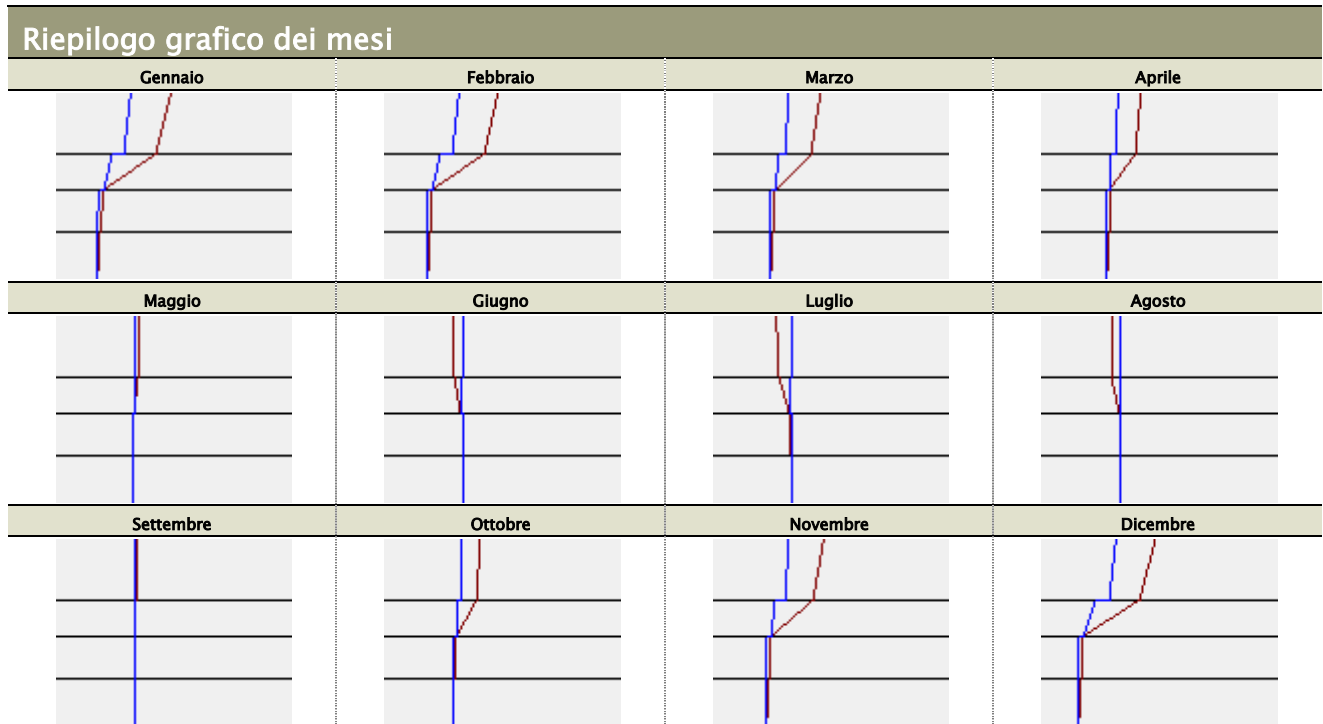 Riepilogo grafico dei mesi
Gennaio
Febbraio
Marzo
Aprile
Maggio
Giugno
Luglio
Agosto
Settembre
Ottobre
Novembre
Dicembre